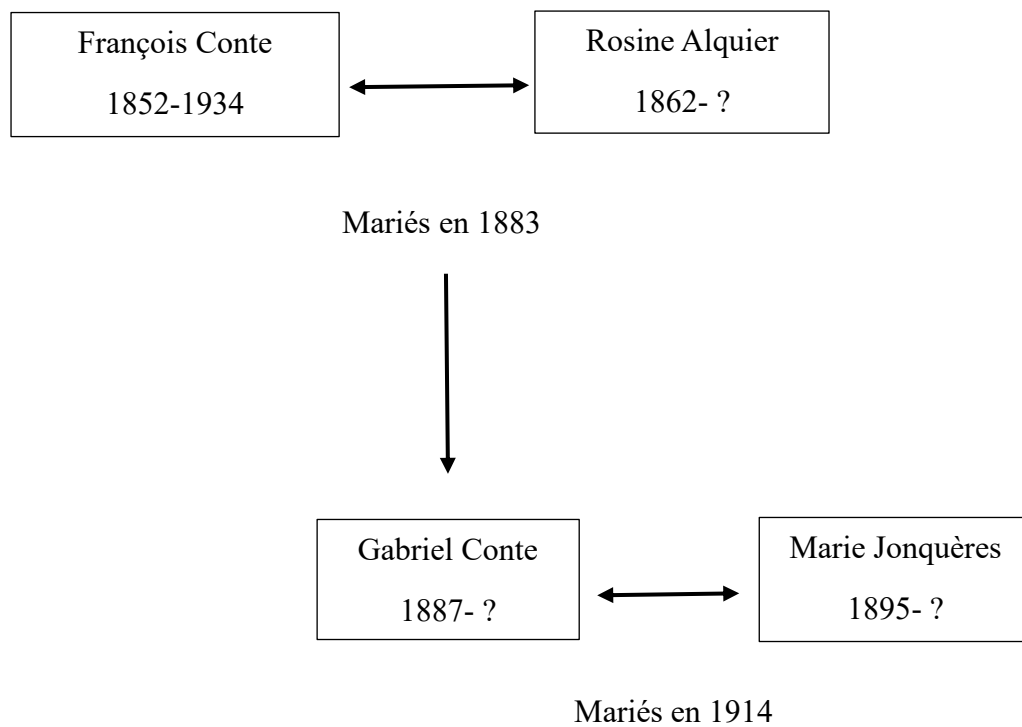 François Conte
1852-1934
Rosine Alquier
1862- ?
Mariés en 1883
Gabriel Conte
1887- ?
Marie Jonquères
1895- ?
Mariés en 1914